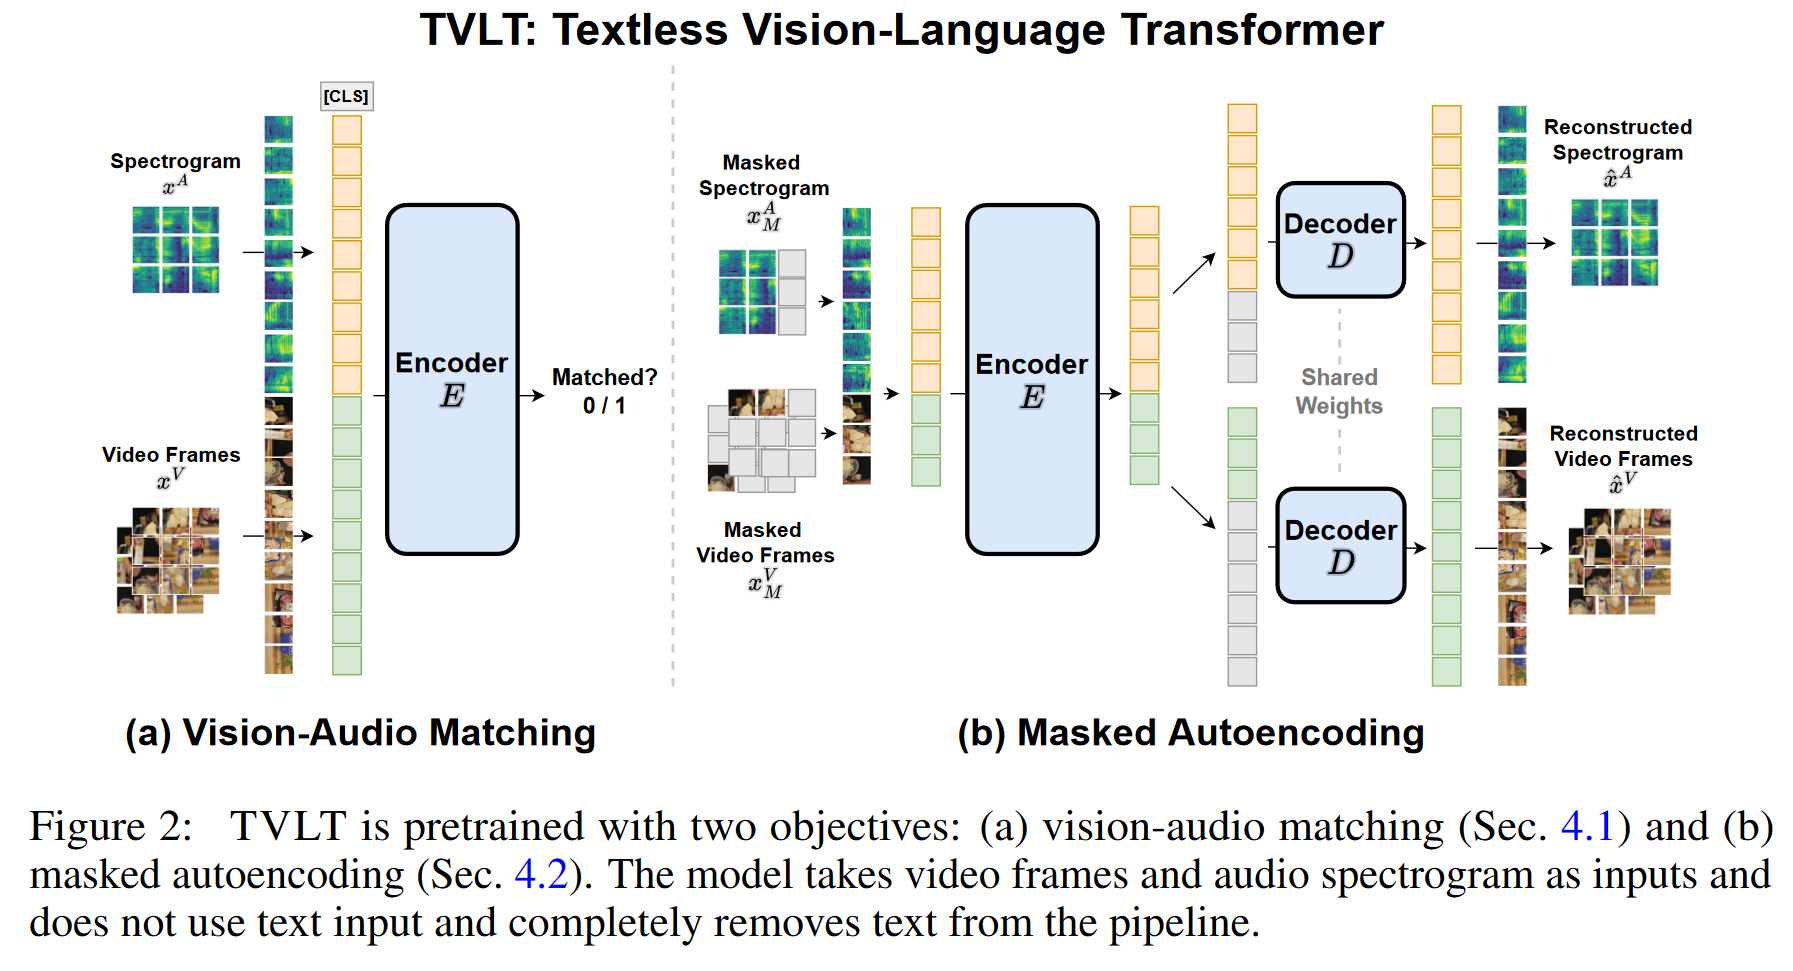 TVLT: Textless Vision-Language Transformer
[CLS]
Spectrogram
x^A
Video Frames
x^V
Encoder
E
Matched?
0 / 1
(a) Vision-Audio Matching
Masked
Spectrogram
x^A_M
Masked
Video Frames
x^V_M
Encoder
E
Decoder
D
Shared
Weights
Decoder
D
Reconstructed
Spectrogram
x̂^A
Reconstructed
Video Frames
x̂^V
(b) Masked Autoencoding
Figure 2: TVLT is pretrained with two objectives: (a) vision-audio matching (Sec. 4.1) and (b)
masked autoencoding (Sec. 4.2). The model takes video frames and audio spectrogram as inputs and
does not use text input and completely removes text from the pipeline.